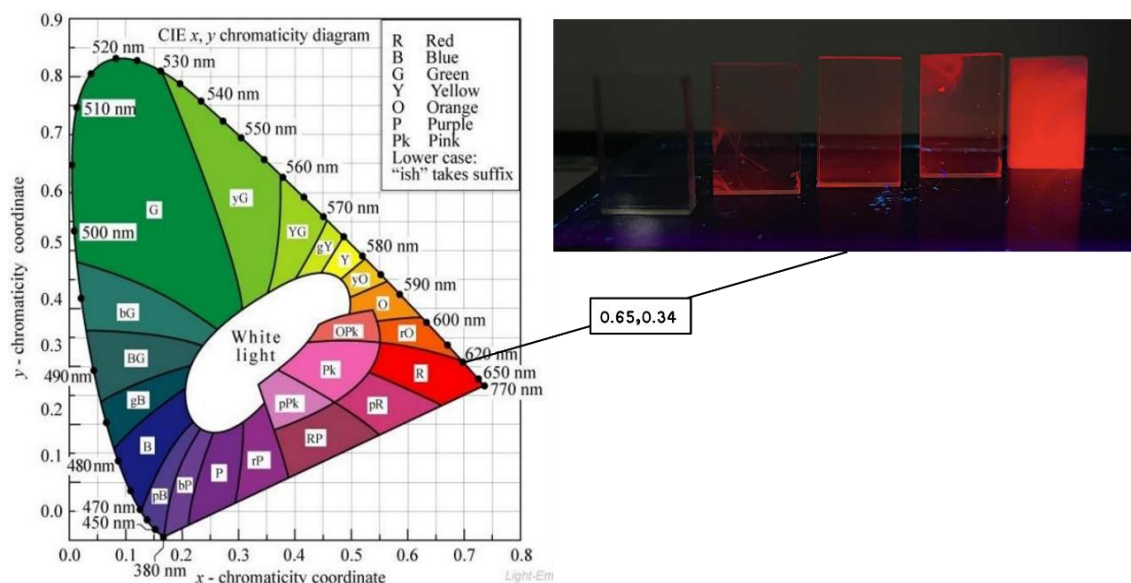 CIE x, y chromaticity diagram
R Red
B Blue
G Green
Y Yellow
O Orange
P Purple
Pk Pink
Lower case:
"ish" takes suffix
0.9
0.8
0.7
0.6
0.5
0.4
0.3
0.2
0.1
0.0
y - chromaticity coordinate
520 nm
530 nm
540 nm
550 nm
560 nm
570 nm
580 nm
590 nm
600 nm
620 nm
650 nm
770 nm
510 nm
500 nm
490 nm
480 nm
470 nm
450 nm
380 nm
G
yG
YG
gY
Y
yO
O
rO
OPk
R
Pk
pR
pPk
RP
rP
P
bP
pB
B
gB
BG
bG
White
light
0.0 0.1 0.2 0.3 0.4 0.5 0.6 0.7 0.8
x - chromaticity coordinate
Light-Em
0.65,0.34